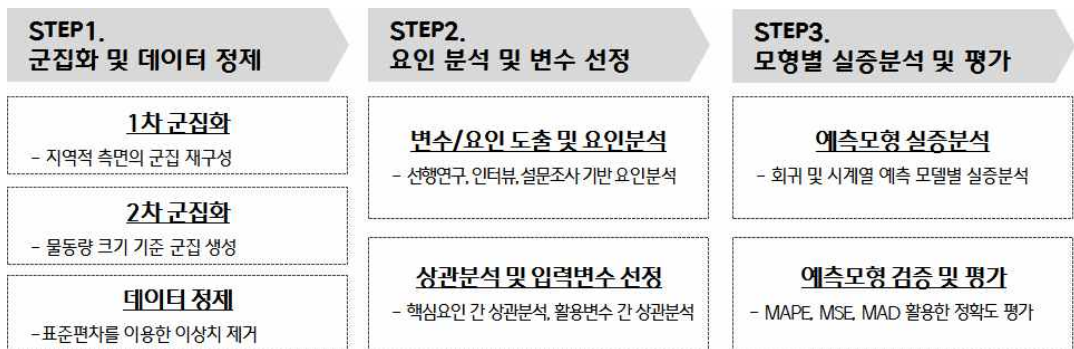 STEP1.
군집화 및 데이터 정제
1차 군집화
- 지역적 측면의 군집 재구성
2차 군집화
- 물동량 크기 기준 군집 생성
데이터 정제
-표준편차를 이용한 이상치 제거
STEP2.
요인 분석 및 변수 선정
변수/요인 도출 및 요인분석
- 선행연구, 인터뷰, 설문조사 기반 요인분석
상관분석 및 입력변수 선정
- 핵심요인 간 상관분석, 활용변수 간 상관분석
STEP3.
모형별 실증분석 및 평가
예측모형 실증분석
- 회귀 및 시계열 예측 모델별 실증분석
예측모형 검증 및 평가
- MAPE, MSE, MAD 활용한 정확도 평가